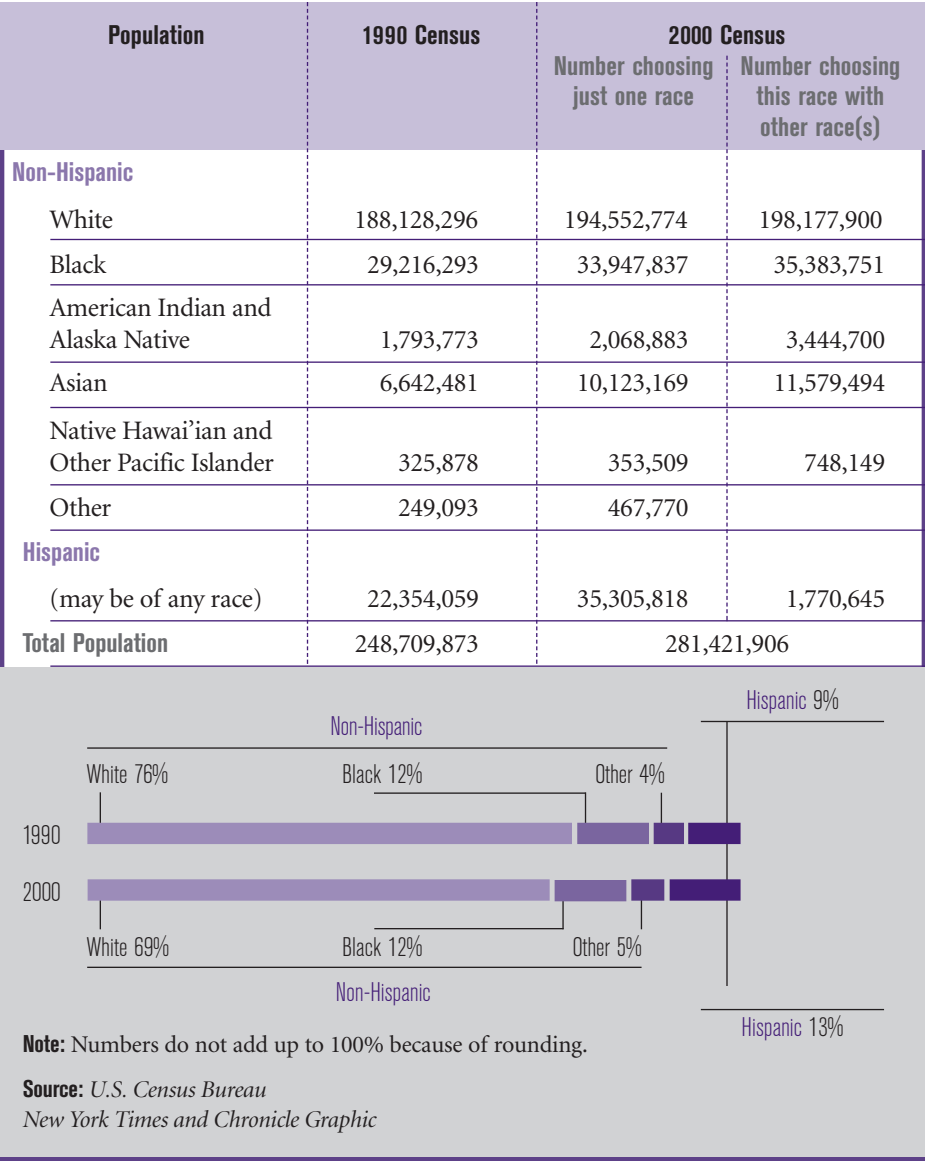 Population 1990 Census 2000 Census
Number choosing just one race
Number choosing this race with other race(s)
Non-Hispanic
White 188,128,296 194,552,774 198,177,900
Black 29,216,293 33,947,837 35,383,751
American Indian and
Alaska Native 1,793,773 2,068,883 3,444,700
Asian 6,642,481 10,123,169 11,579,494
Native Hawai’ian and
Other Pacific Islander 325,878 353,509 748,149
Other 249,093 467,770
Hispanic
(may be of any race) 22,354,059 35,305,818 1,770,645
Total Population 248,709,873 281,421,906
Hispanic 9%
Non-Hispanic
White 76% Black 12% Other 4%
1990
2000
White 69% Black 12% Other 5%
Non-Hispanic
Hispanic 13%
Note: Numbers do not add up to 100% because of rounding.
Source: U.S. Census Bureau
New York Times and Chronicle Graphic